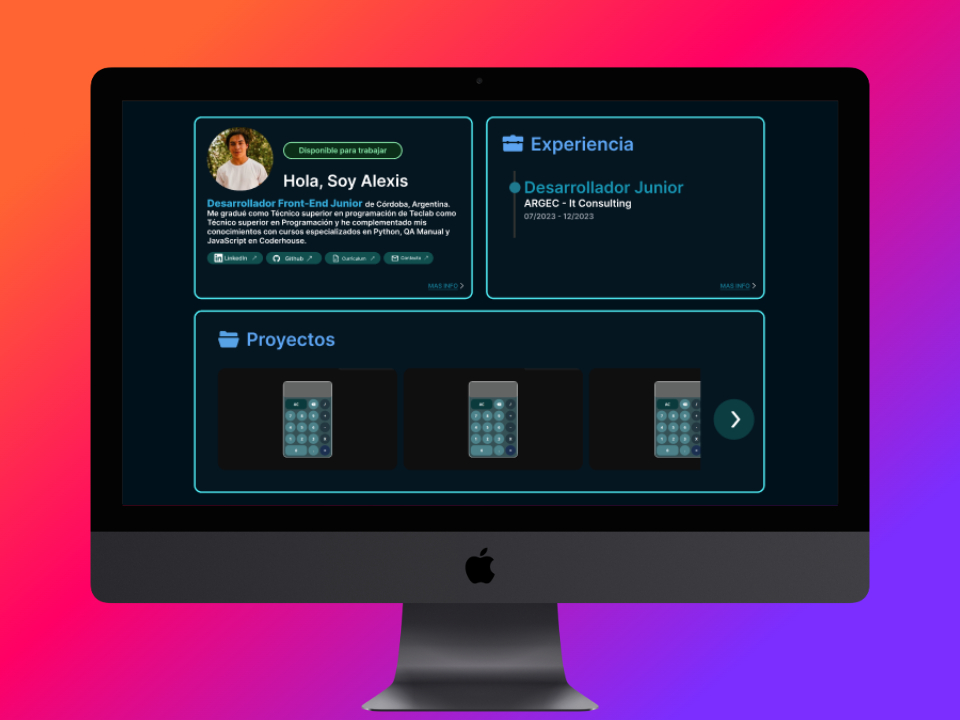 Disponible para trabajar
Hola, Soy Alexis
Desarrollador Front-End Junior de Córdoba, Argentina.
Me gradué como Técnico superior en programación de Teclab como
Técnico superior en Programación y he complementado mis
conocimientos con cursos especializados en Python, QA Manual y
JavaScript en Coderhouse.
LinkedIn
Github
Curriculum
Contacto
MAS INFO
Experiencia
Desarrollador Junior
ARGEC - It Consulting
07/2023 - 12/2023
MAS INFO
Proyectos
AC
AC
AC